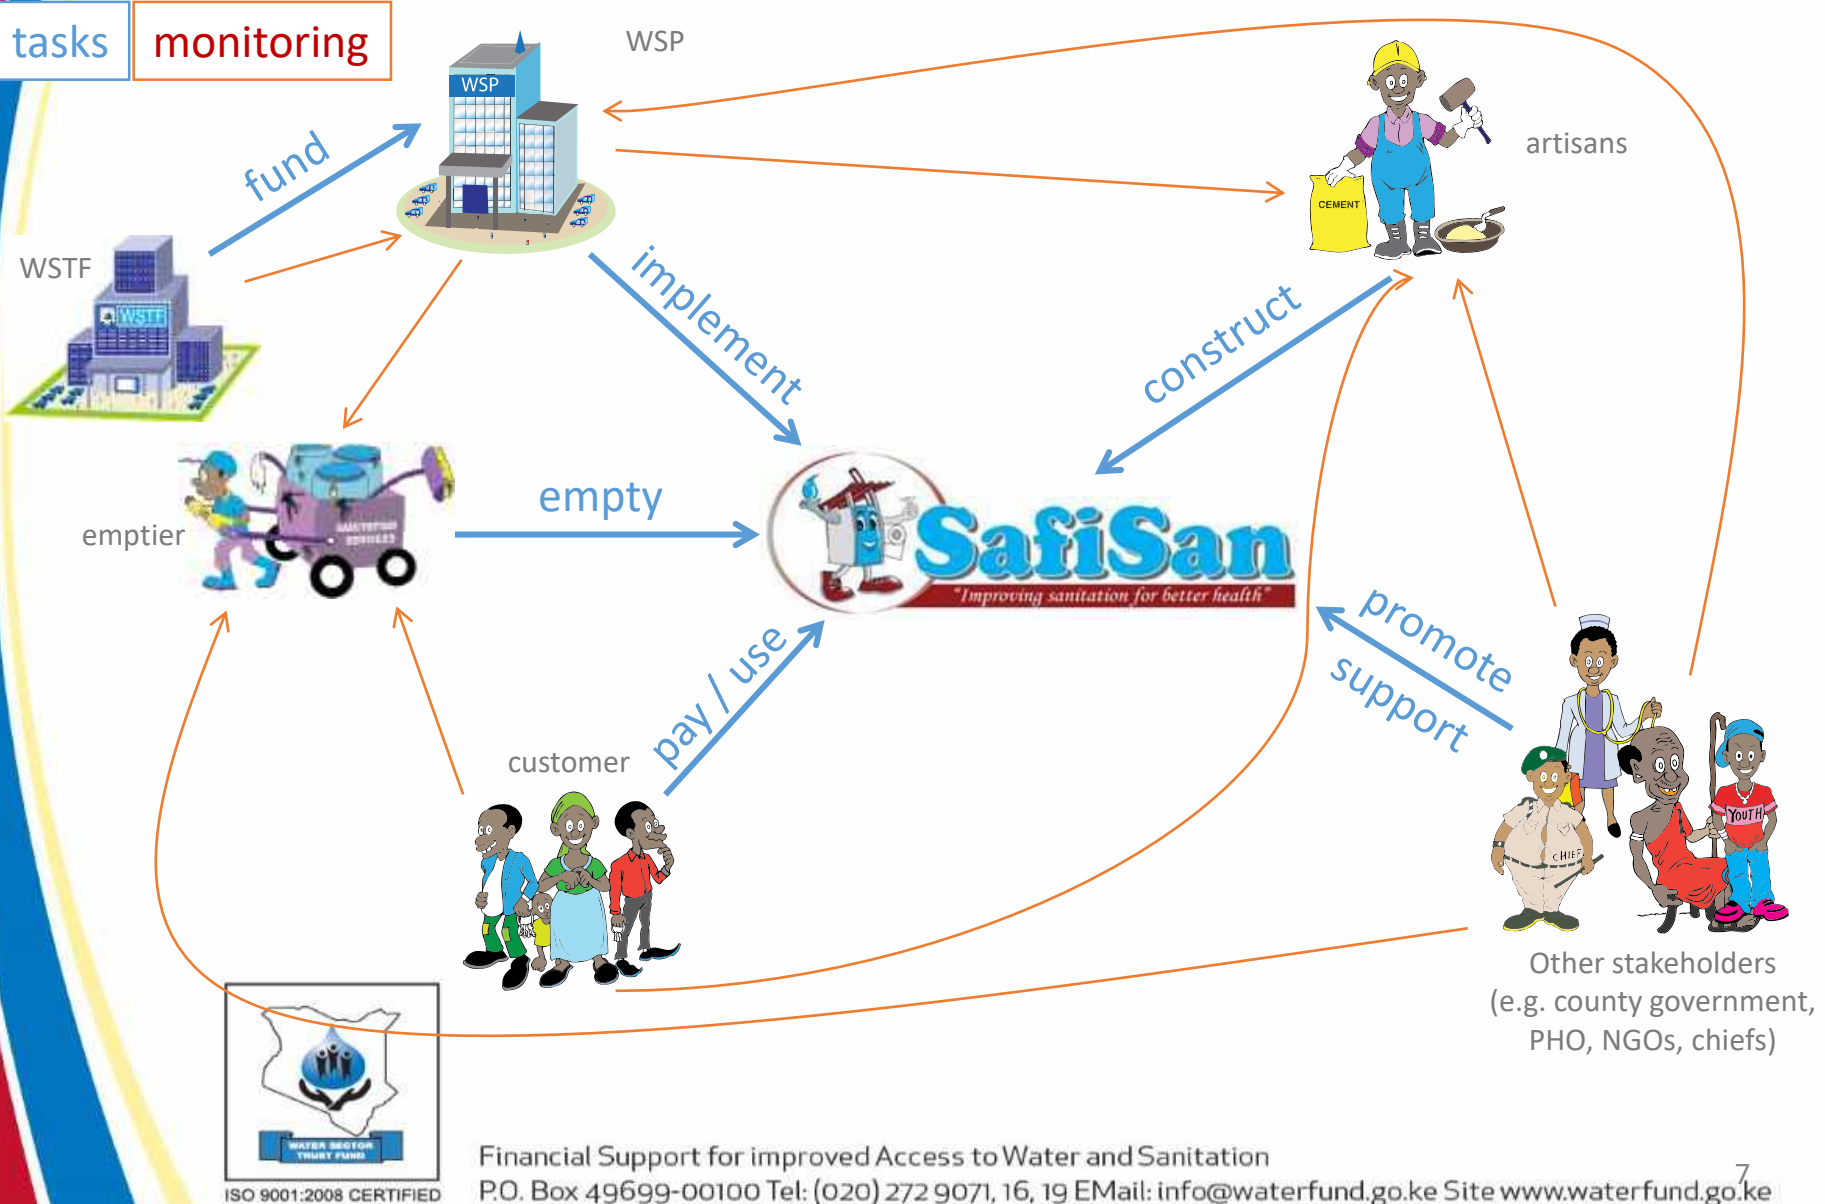 tasks
monitoring
WSP
WSP
fund
artisans
CEMENT
WSTF
WSTF
implement
construct
empty
emptier
SANITATION
SERVICES
SafiSan
"Improving sanitation for better health"
promote
support
pay / use
customer
YOUTH
CHIEF
Other stakeholders
(e.g. county government,
PHO, NGOs, chiefs)
WATER SECTOR
TRUST FUND
ISO 9001:2008 CERTIFIED
Financial Support for improved Access to Water and Sanitation
P.O. Box 49699-00100 Tel: (020) 272 9071, 16, 19 EMail: info@waterfund.go.ke Site www.waterfund.go.ke
7